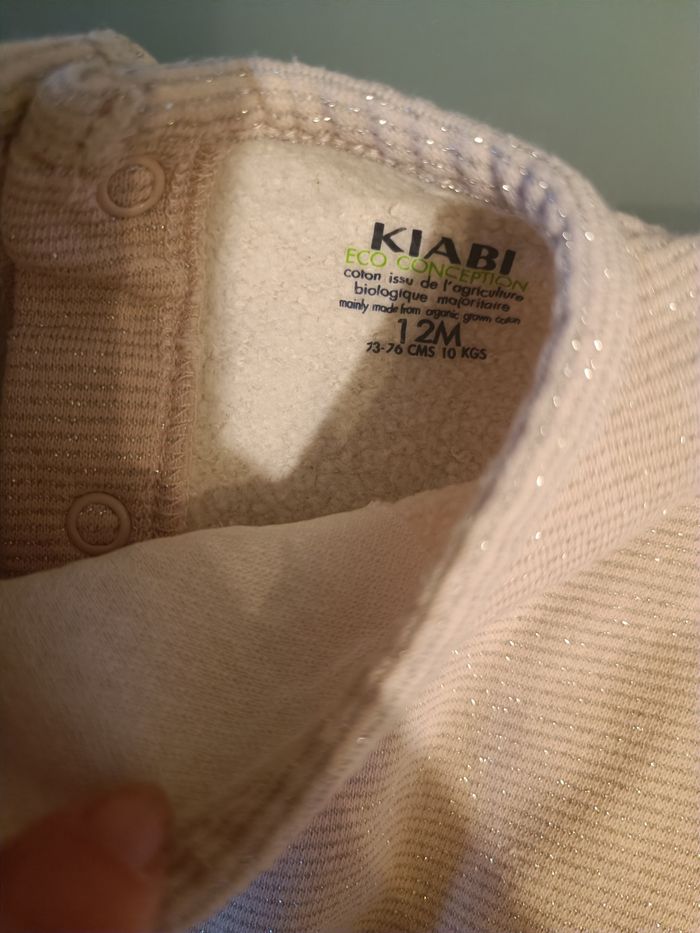 KIABI
ECO CONCEPTION
coton issu de l'agriculture
biologique majoritaire
mainly made from organic grown coton
12M
73-76 CMS 10 KGS